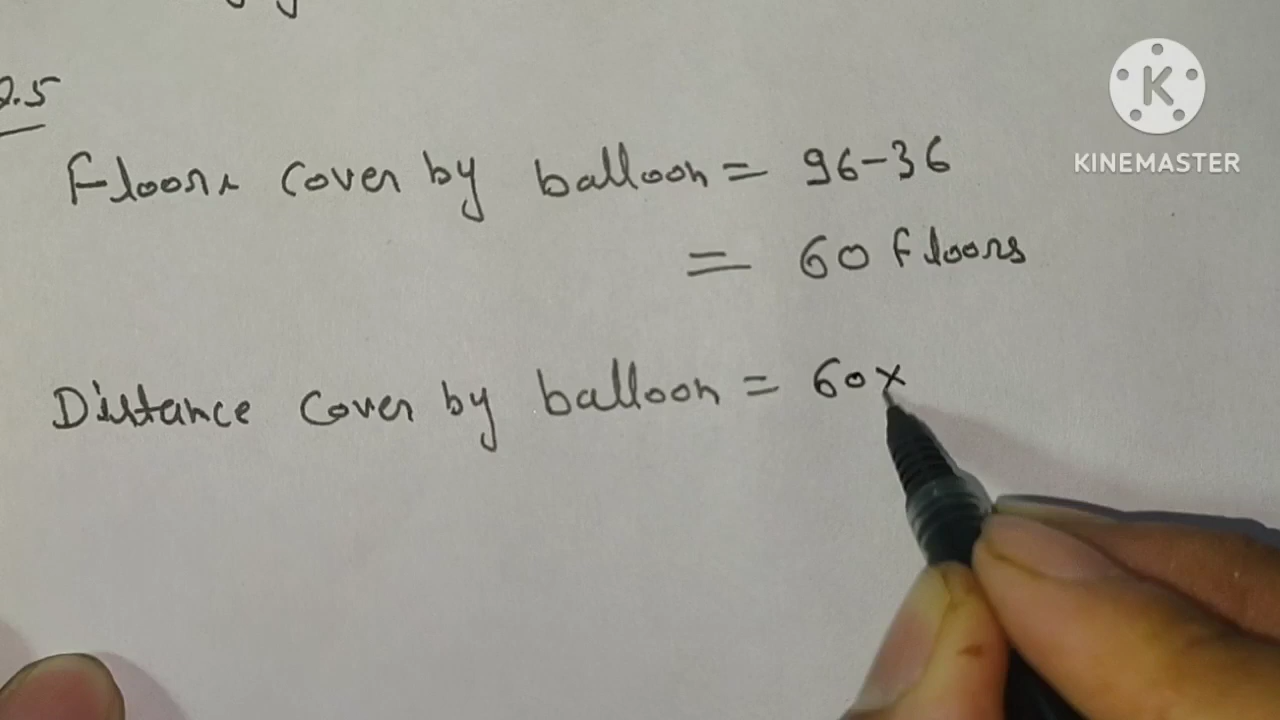 2.5
Floors cover by balloon = 96-36
= 60 floors
Distance cover by balloon = 60x
K
KINEMASTER